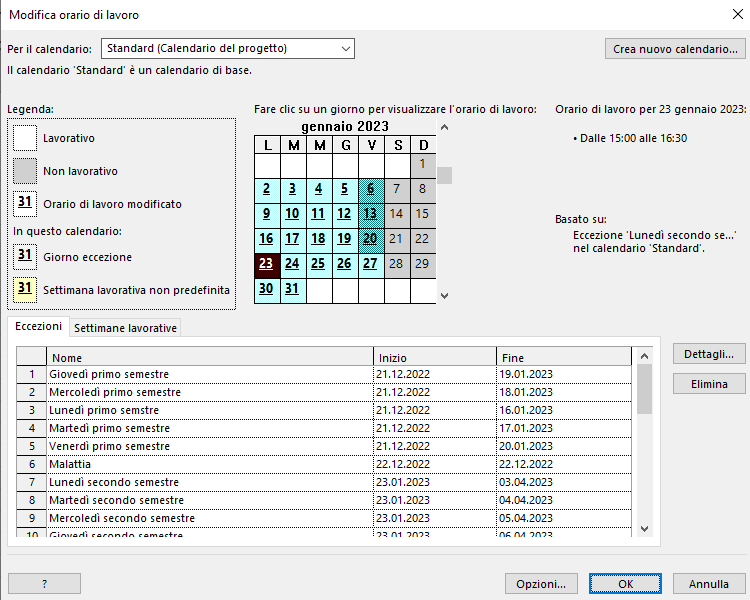 Modifica orario di lavoro
Per il calendario: Standard (Calendario del progetto) Crea nuovo calendario...
Il calendario 'Standard' è un calendario di base.
Legenda:
Lavorativo
Non lavorativo
31 Orario di lavoro modificato
In questo calendario:
31 Giorno eccezione
31 Settimana lavorativa non predefinita
Fare clic su un giorno per visualizzare l'orario di lavoro:
gennaio 2023
L M M G V S D
1
2 3 4 5 6 7 8
9 10 11 12 13 14 15
16 17 18 19 20 21 22
23 24 25 26 27 28 29
30 31
Orario di lavoro per 23 gennaio 2023:
• Dalle 15:00 alle 16:30
Basato su:
Eccezione 'Lunedì secondo se...'
nel calendario 'Standard'.
Eccezioni Settimane lavorative
Nome Inizio Fine
1 Giovedì primo semestre 21.12.2022 19.01.2023
2 Mercoledì primo semestre 21.12.2022 18.01.2023
3 Lunedì primo semstre 21.12.2022 16.01.2023
4 Martedì primo semestre 21.12.2022 17.01.2023
5 Venerdì primo semestre 21.12.2022 20.01.2023
6 Malattia 22.12.2022 22.12.2022
7 Lunedì secondo semestre 23.01.2023 03.04.2023
8 Martedì secondo semestre 23.01.2023 04.04.2023
9 Mercoledì secondo semestre 23.01.2023 05.04.2023
10 Giovedì secondo semestre 23.01.2023 06.04.2023
Dettagli...
Elimina
? Opzioni... OK Annulla